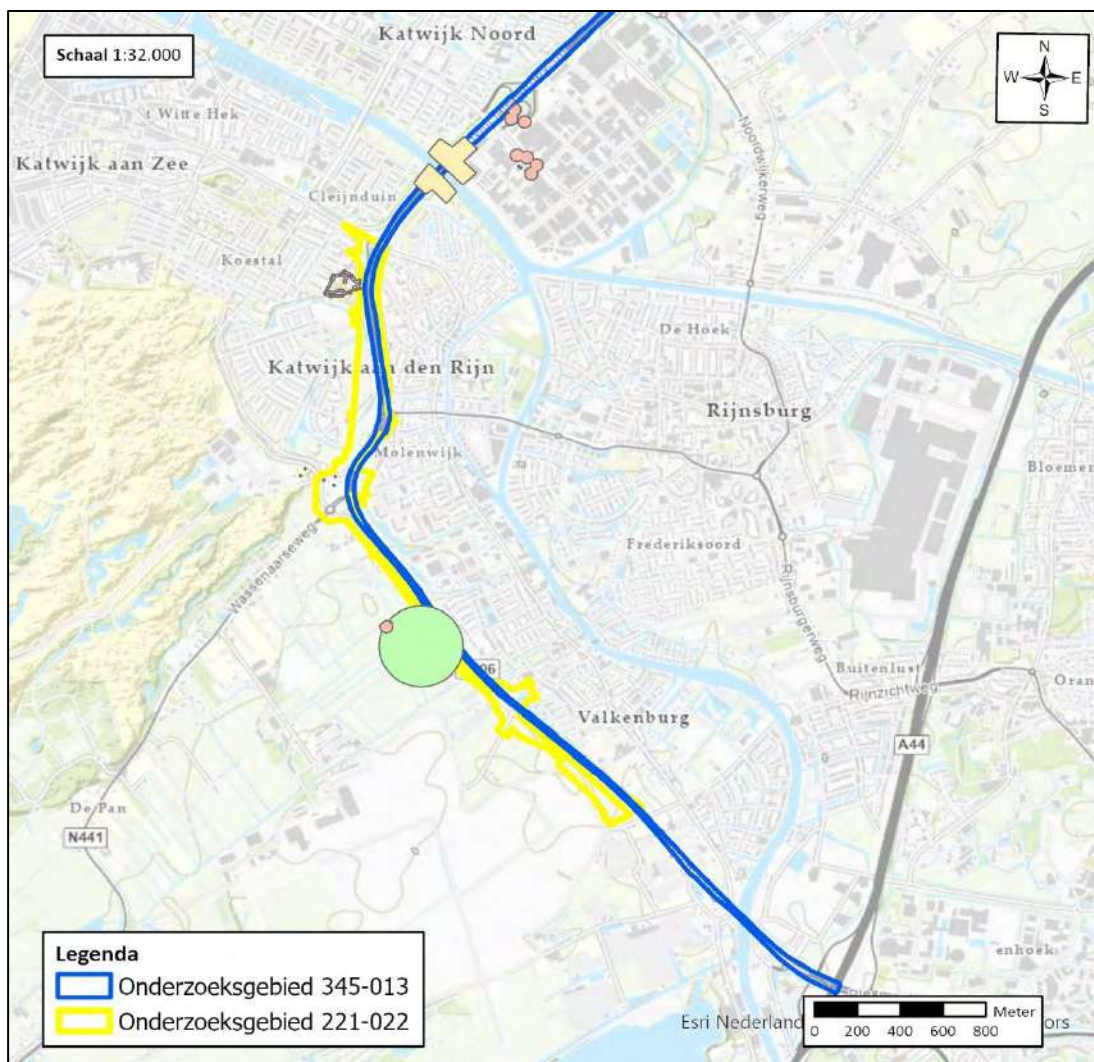 Schaal 1:32.000
N
W E
S
Katwijk Noord
't Witte Hek
Katwijk aan Zee
Cleijnduin
Noordwijkerweg
Koestal
De Hoek
Katwijk aan den Rijn
Rijnsburg
Molenwijk
Bloemen
Frederiksoord
Wassenaarseweg
Rijnsburgerweg
Buitenlust
Oran
Rijnzichtweg
Valkenburg
A44
De Pan
N441
enhoek
Legenda
Onderzoeksgebied 345-013
Onderzoeksgebied 221-022
Meter
0 200 400 600 800
Esri Nederland
ors